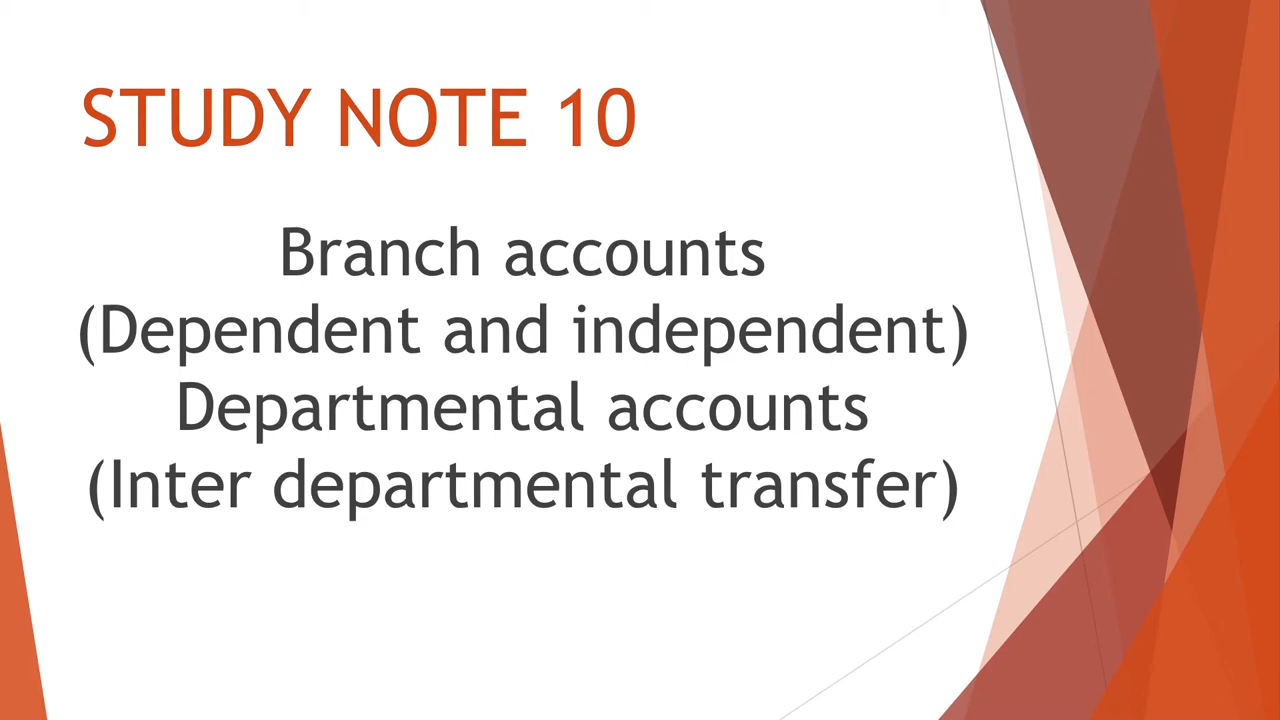 STUDY NOTE 10
Branch accounts
(Dependent and independent)
Departmental accounts
(Inter departmental transfer)